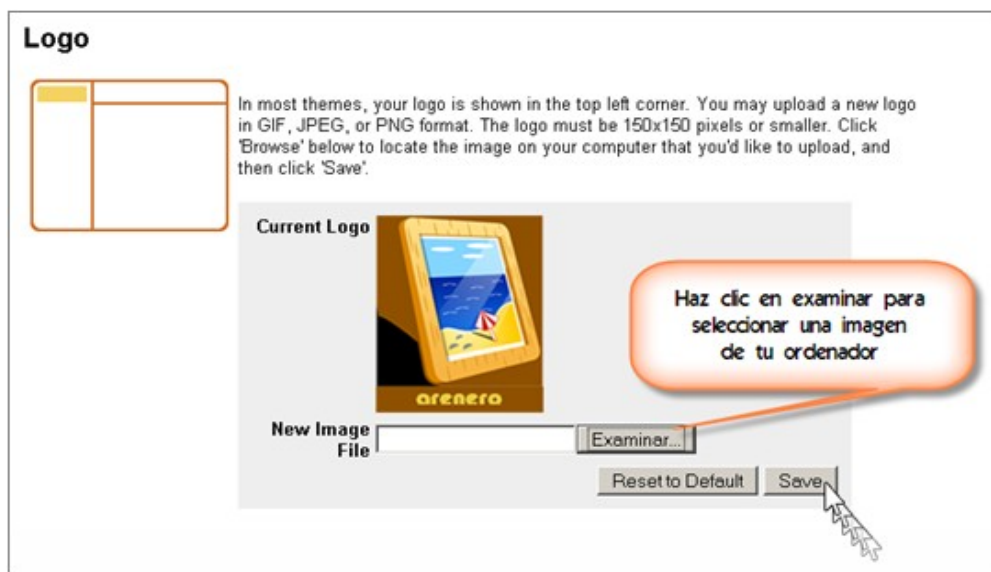 Logo
In most themes, your logo is shown in the top left corner. You may upload a new logo
in GIF, JPEG, or PNG format. The logo must be 150x150 pixels or smaller. Click
'Browse' below to locate the image on your computer that you'd like to upload, and
then click 'Save'.
Current Logo
arenero
Haz clic en examinar para
seleccionar una imagen
de tu ordenador
New Image
File
Examinar...
Reset to Default
Save